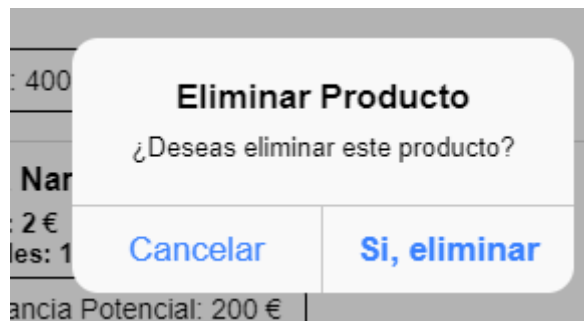 : 400
Eliminar Producto
¿Deseas eliminar este producto?
Nar
: 2 €
les: 1
Cancelar
Si, eliminar
ancia Potencial: 200 €